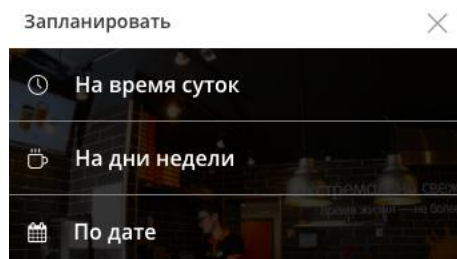 Запланировать
На время суток
На дни недели
По дате